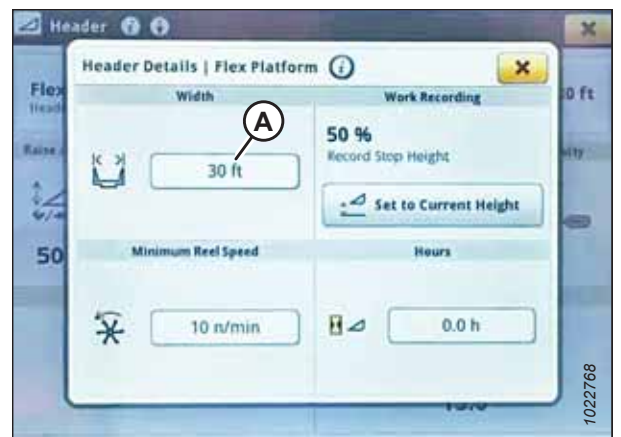 Header
Flex
30 ft
Header Details | Flex Platform
Width
Work Recording
A
30 ft
50 %
Record Stop Height
Set to Current Height
50
Minimum Reel Speed
Hours
10 n/min
0.0 h
1022768